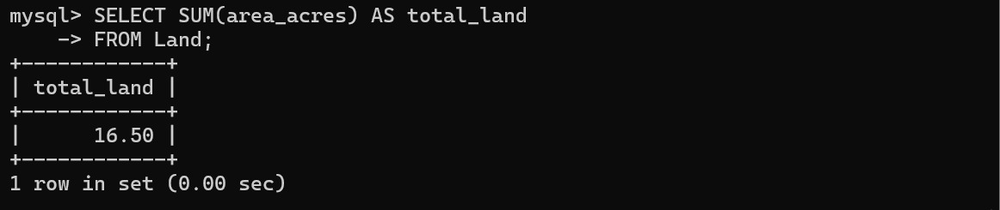 mysql> SELECT SUM(area_acres) AS total_land
    -> FROM Land;
+------------+
| total_land |
+------------+
|      16.50 |
+------------+
1 row in set (0.00 sec)